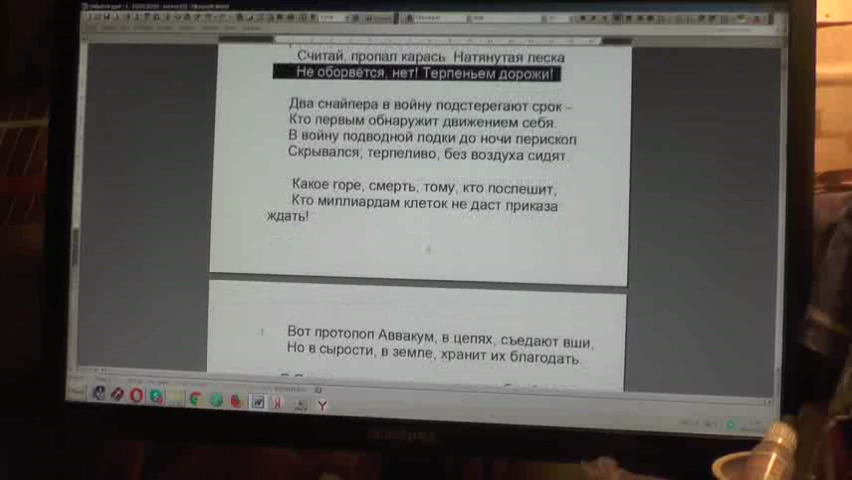 Считай, пропал карась Натянутая леска
Не оборвётся, нет! Терпеньем дорожи!
Два снайпера в войну подстерегают срок -
Кто первым обнаружит движением себя.
В войну подводной лодки до ночи перископ
Скрывался, терпеливо, без воздуха сидят.
Какое горе, смерть, тому, кто поспешит,
Кто миллиардам клеток не даст приказа
ждать!
Вот протопоп Аввакум, в цепях, съедают вши,
Но в сырости, в земле, хранит их благодать.